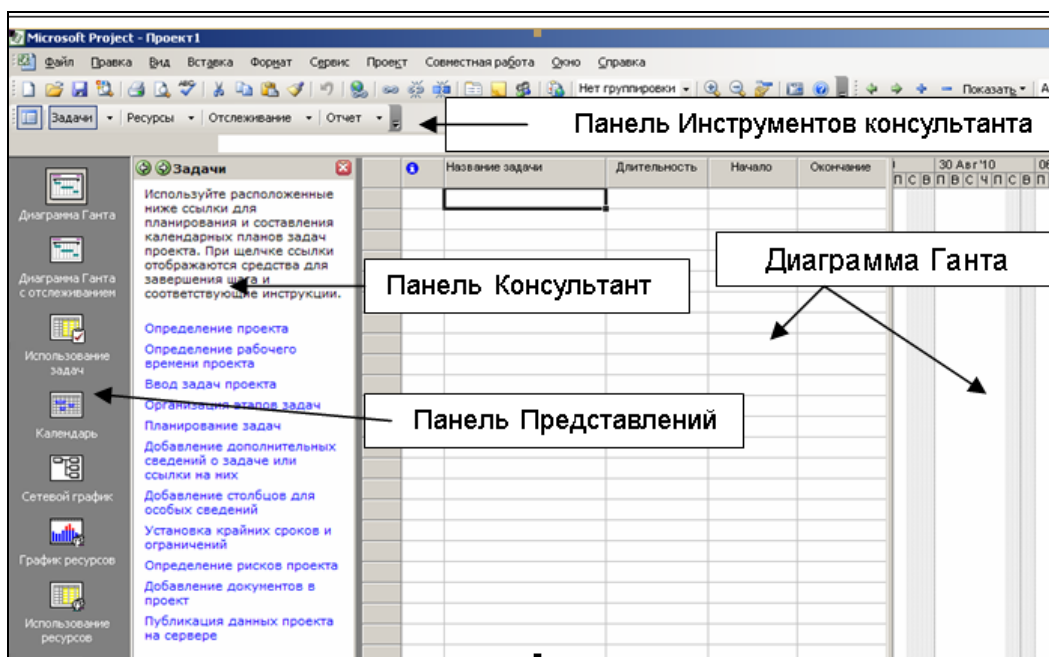 Microsoft Project - Проект1
Файл Правка Вид Вставка Формат Сервис Проект Совместная работа Окно Справка
Нет группировки Показать
Задачи Ресурсы Отслеживание Отчет
Панель Инструментов консультанта
Диаграмма Ганта
Диаграмма Ганта
с отслеживанием
Использование
задач
Календарь
Сетевой график
График ресурсов
Использование
ресурсов
Задачи
Используйте расположенные
ниже ссылки для
планирования и составления
календарных планов задач
проекта. При щелчке ссылки
отображаются средства для
завершения шага и
соответствующие инструкции.
Определение проекта
Определение рабочего
времени проекта
Ввод задач проекта
Организация этапов задач
Планирование задач
Добавление дополнительных
сведений о задаче или
ссылки на них
Добавление столбцов для
особых сведений
Установка крайних сроков и
ограничений
Определение рисков проекта
Добавление документов в
проект
Публикация данных проекта
на сервере
Название задачи Длительность Начало Окончание
30 Авг '10
П С В П В С Ч П С В П
Панель Консультант
Диаграмма Ганта
Панель Представлений